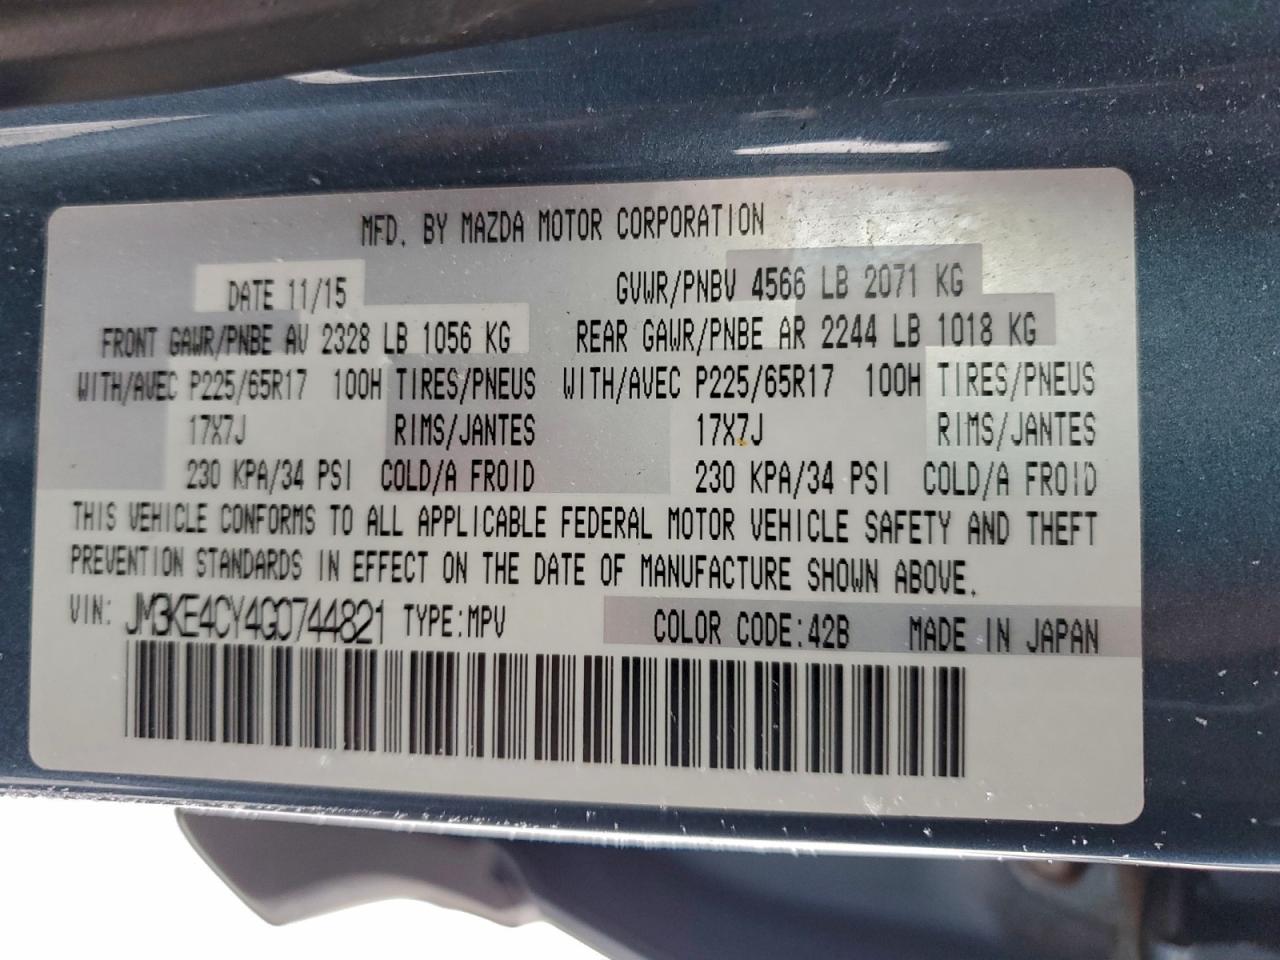 MFD. BY MAZDA MOTOR CORPORATION
DATE 11/15 GVWR/PNBV 4566 LB 2071 KG
FRONT GAWR/PNBE AV 2328 LB 1056 KG REAR GAWR/PNBE AR 2244 LB 1018 KG
WITH/AVEC P225/65R17 100H TIRES/PNEUS WITH/AVEC P225/65R17 100H TIRES/PNEUS
17X7J RIMS/JANTES 17X7J RIMS/JANTES
230 KPA/34 PSI COLD/A FROID 230 KPA/34 PSI COLD/A FROID
THIS VEHICLE CONFORMS TO ALL APPLICABLE FEDERAL MOTOR VEHICLE SAFETY AND THEFT
PREVENTION STANDARDS IN EFFECT ON THE DATE OF MANUFACTURE SHOWN ABOVE.
VIN: JM3KE4CY4G0744821 TYPE:MPV COLOR CODE:42B MADE IN JAPAN